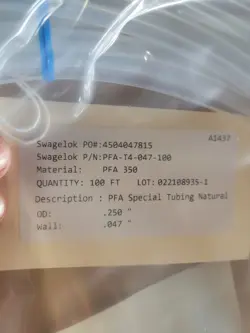 A1437
Swagelok PO#:4504047815
Swagelok P/N:PFA-T4-047-100
Material: PFA 350
QUANTITY: 100 FT LOT: 022108935-1
Description : PFA Special Tubing Natural
OD: .250 "
Wall: .047 "